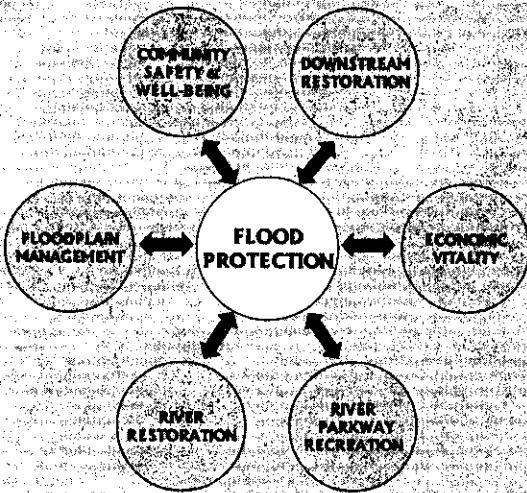 COMMUNITY
SAFETY &
WELL-BEING
DOWNSTREAM
RESTORATION
FLOODPLAIN
MANAGEMENT
FLOOD
PROTECTION
ECONOMIC
VITALITY
RIVER
RESTORATION
RIVER
PARKWAY
RECREATION